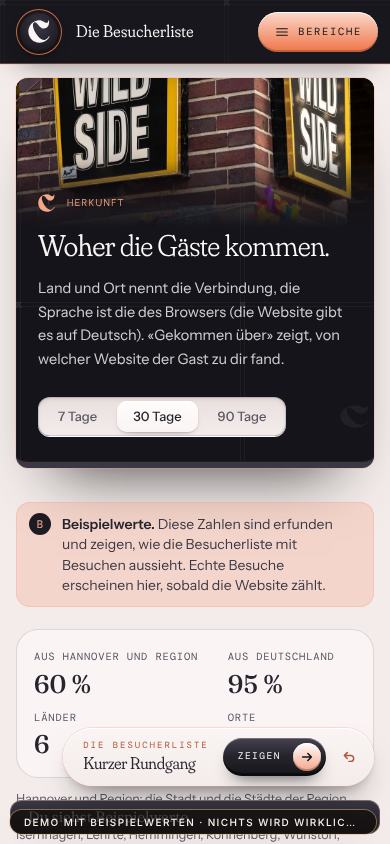 Die Besucherliste
BEREICHE
WILD
SIDE
WILD
SIDE
HERKUNFT
Woher die Gäste kommen.
Land und Ort nennt die Verbindung, die
Sprache ist die des Browsers (die Website gibt
es auf Deutsch). «Gekommen über» zeigt, von
welcher Website der Gast zu dir fand.
7 Tage
30 Tage
90 Tage
B
Beispielwerte. Diese Zahlen sind erfunden
und zeigen, wie die Besucherliste mit
Besuchen aussieht. Echte Besuche
erscheinen hier, sobald die Website zählt.
AUS HANNOVER UND REGION
AUS DEUTSCHLAND
60 %
95 %
LÄNDER
ORTE
6
DIE BESUCHERLISTE
Kurzer Rundgang
ZEIGEN
Hannover und Region: die Stadt und die Städte der Region
DEMO MIT BEISPIELWERTEN · NICHTS WIRD WIRKLIC…